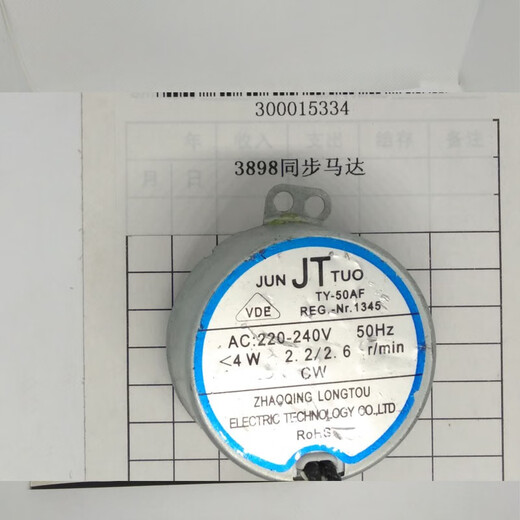 300015334
年 收入 支出 结存 备注
3898同步马达
月 日
JUN JT TUO
TY-50AF
VDE
REG.-Nr.1345
AC:220-240V 50Hz
<4W 2.2/2.6 r/min
CW
ZHAOQING LONGTOU
ELECTRIC TECHNOLOGY CO.,LTD
RoHS